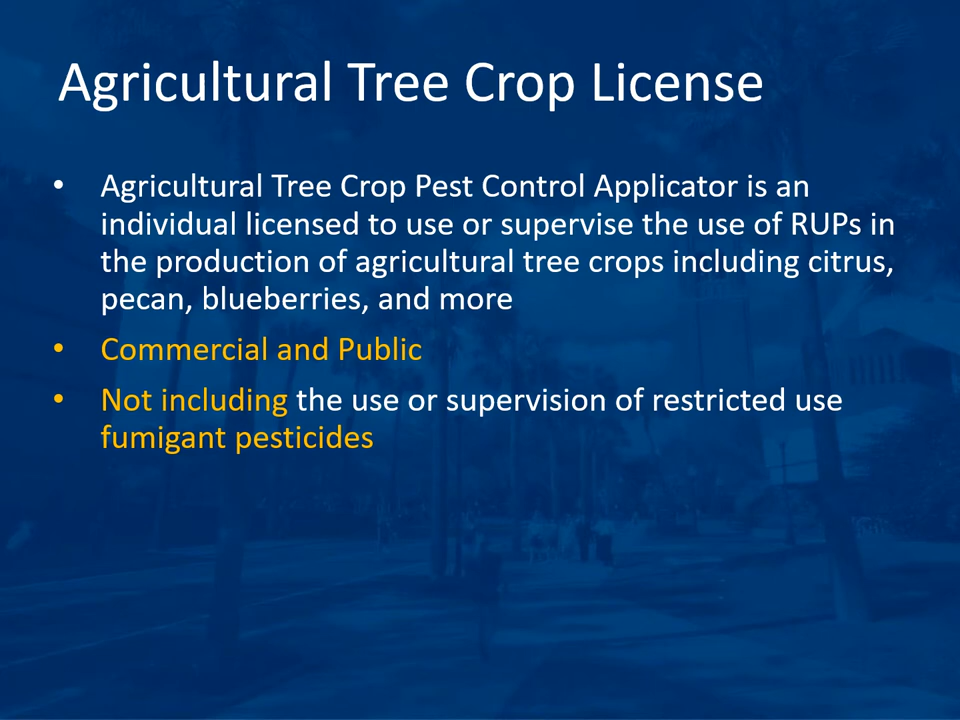 Agricultural Tree Crop License
• Agricultural Tree Crop Pest Control Applicator is an
individual licensed to use or supervise the use of RUPs in
the production of agricultural tree crops including citrus,
pecan, blueberries, and more
• Commercial and Public
• Not including the use or supervision of restricted use
fumigant pesticides